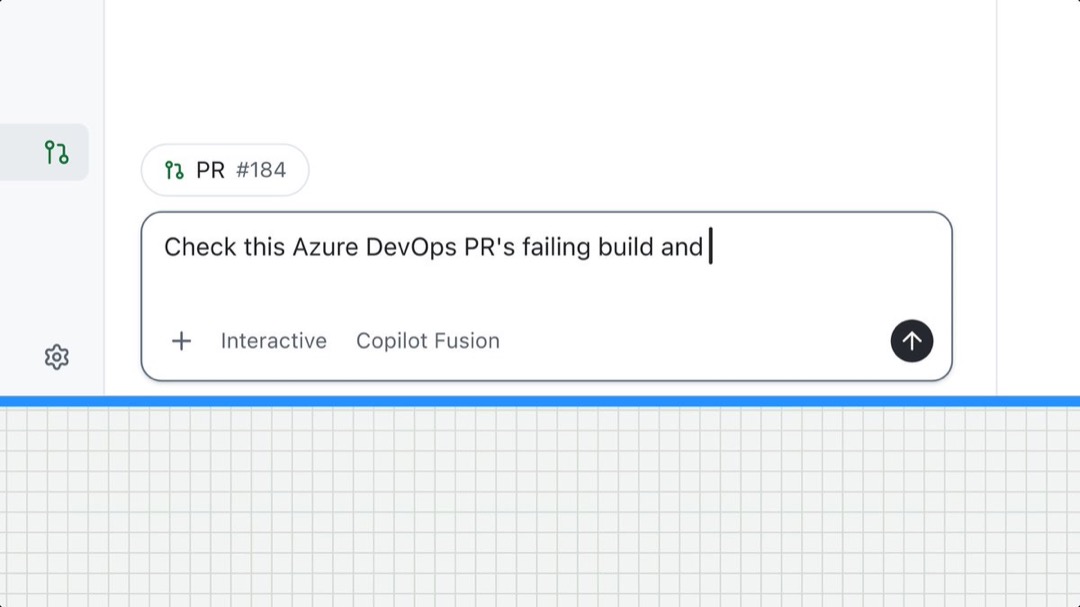 PR #184
Check this Azure DevOps PR's failing build and
Interactive Copilot Fusion